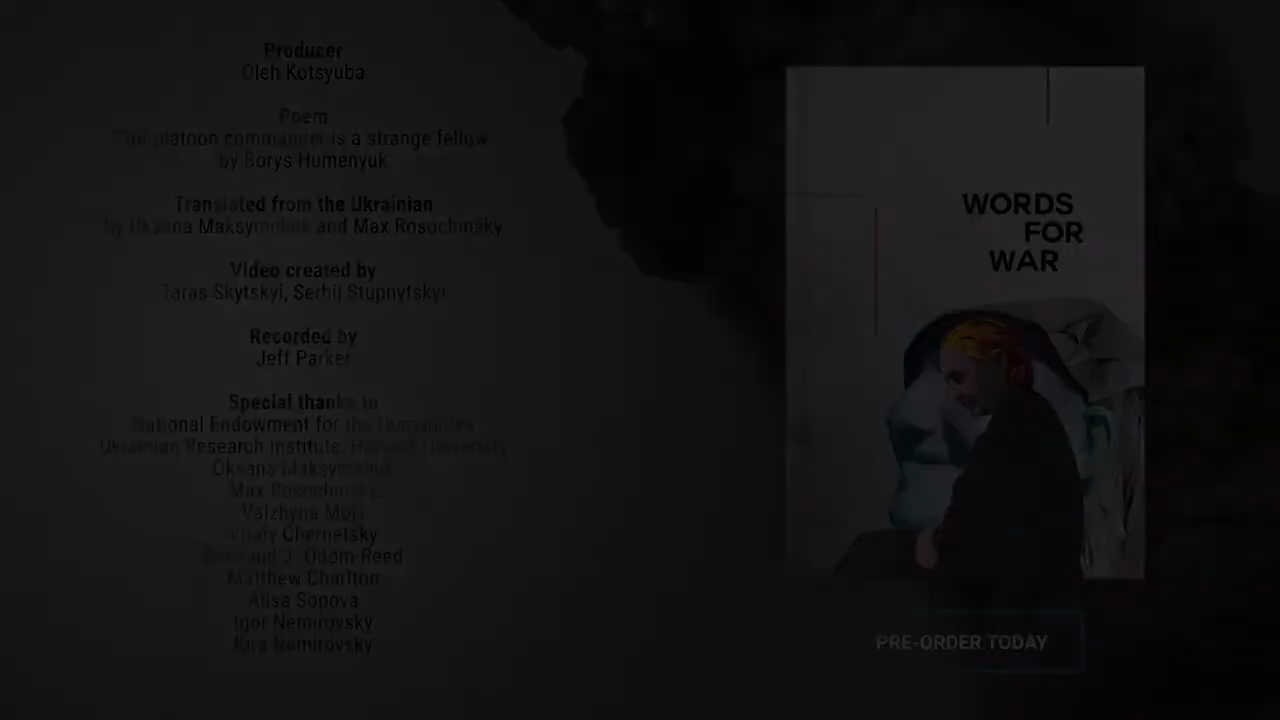 Producer
Oleh Kotsyuba
Poem
The platoon commander is a strange fellow
by Borys Humenyuk
Translated from the Ukrainian
by Oksana Maksymchuk and Max Rosochinsky
Video created by
Taras Skytskyi, Serhij Stupnytskyi
Recorded by
Jeff Parker
Special thanks to
National Endowment for the Humanities
Ukrainian Research Institute, Harvard University
Oksana Maksymchuk
Max Rosochinsky
Valzhyna Mort
Vitaly Chernetsky
J. Odom-Reed
Matthew Charlton
Alisa Sonova
Igor Nemirovsky
Kira Nemirovsky
WORDS
FOR
WAR
PRE-ORDER TODAY